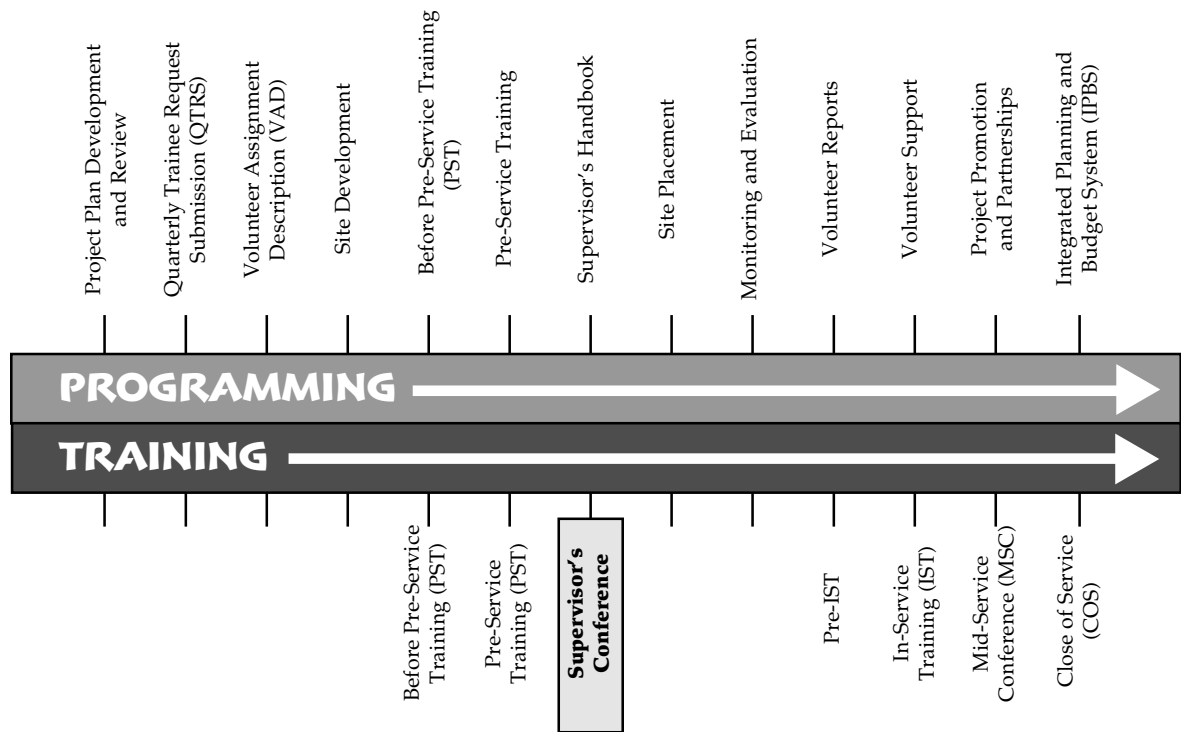 Project Plan Development
and Review
Quarterly Trainee Request
Submission (QTRS)
Volunteer Assignment
Description (VAD)
Site Development
Before Pre-Service Training
(PST)
Pre-Service Training
Supervisor's Handbook
Site Placement
Monitoring and Evaluation
Volunteer Reports
Volunteer Support
Project Promotion
and Partnerships
Integrated Planning and
Budget System (IPBS)
PROGRAMMING
TRAINING
Before Pre-Service
Training (PST)
Pre-Service
Training (PST)
Supervisor's
Conference
Pre-IST
In-Service
Training (IST)
Mid-Service
Conference (MSC)
Close of Service
(COS)